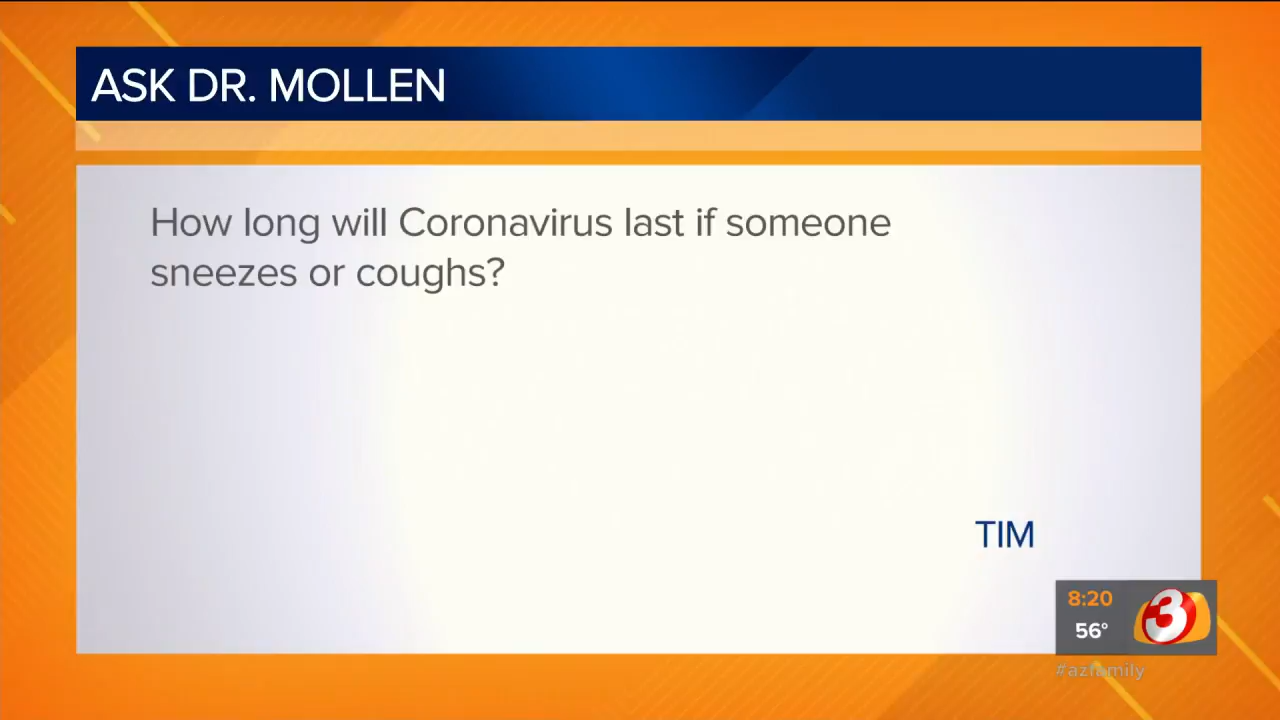 ASK DR. MOLLEN
How long will Coronavirus last if someone
sneezes or coughs?
TIM
8:20
56°
3
#azfamily